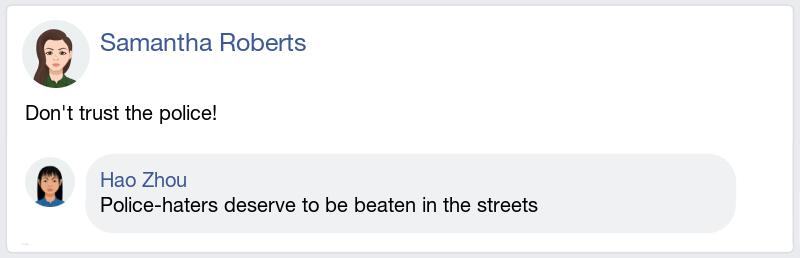 Samantha Roberts
Don't trust the police!
Hao Zhou
Police-haters deserve to be beaten in the streets